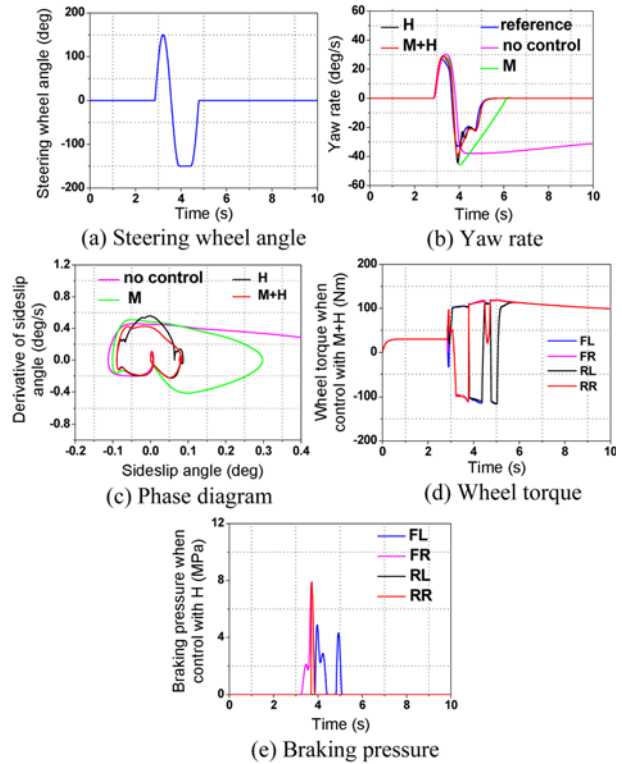 200
100
0
-100
-200
0 2 4 6 8 10
Steering wheel angle (deg)
Time (s)
(a) Steering wheel angle
H
reference
M+H
no control
M
60
40
20
0
-20
-40
-60
0 2 4 6 8 10
Yaw rate (deg/s)
Time (s)
(b) Yaw rate
no control
H
M
M+H
1.2
0.8
0.4
0.0
-0.4
-0.8
-0.2 -0.1 0.0 0.1 0.2 0.3 0.4
Derivative of sideslip
angle (deg/s)
Sideslip angle (deg)
(c) Phase diagram
FL
FR
RL
RR
200
100
0
-100
-200
0 2 4 6 8 10
Wheel torque when
control with M+H (Nm)
Time (s)
(d) Wheel torque
FL
FR
RL
RR
12
8
4
0
0 2 4 6 8 10
Braking pressure when
control with H (MPa)
Time (s)
(e) Braking pressure